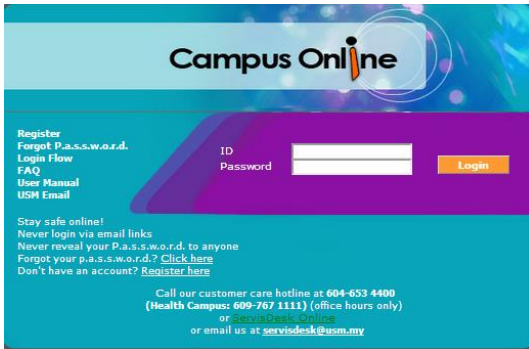 Campus Online
Register
Forgot P.a.s.s.w.o.r.d.
Login Flow
FAQ
User Manual
USM Email
ID
Password
Login
Stay safe online!
Never login via email links
Never reveal your P.a.s.s.w.o.r.d. to anyone
Forgot your p.a.s.s.w.o.r.d.? Click here
Don't have an account? Register here
Call our customer care hotline at 604-653 4400
(Health Campus: 609-767 1111) (office hours only)
or ServisDesk Online
or email us at servisdesk@usm.my